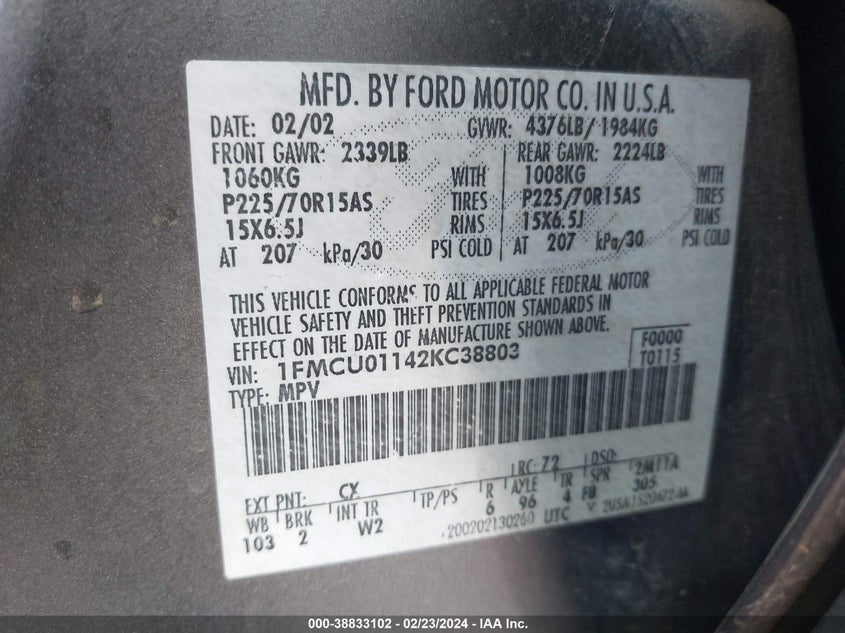 MFD. BY FORD MOTOR CO. IN U.S.A.
DATE: 02/02 GVWR: 4376LB/ 1984KG
FRONT GAWR: 2339LB REAR GAWR: 2224LB
1060KG WITH 1008KG WITH
P225/70R15AS TIRES P225/70R15AS TIRES
15X6.5J RIMS 15X6.5J RIMS
AT 207 kPa/30 PSI COLD AT 207 kPa/30 PSI COLD
THIS VEHICLE CONFORMS TO ALL APPLICABLE FEDERAL MOTOR
VEHICLE SAFETY AND THEFT PREVENTION STANDARDS IN
EFFECT ON THE DATE OF MANUFACTURE SHOWN ABOVE.
VIN: 1FMCU01142KC38803 F0000
TYPE: MPV T0115
RC: 72 DSO:
EXT PNT: CX
WB BRK INT TR TP/PS R AXLE TR SPR
103 2 W2 6 96 4 FB 305
200202130260 UTC
000-38833102 - 02/23/2024 - IAA Inc.